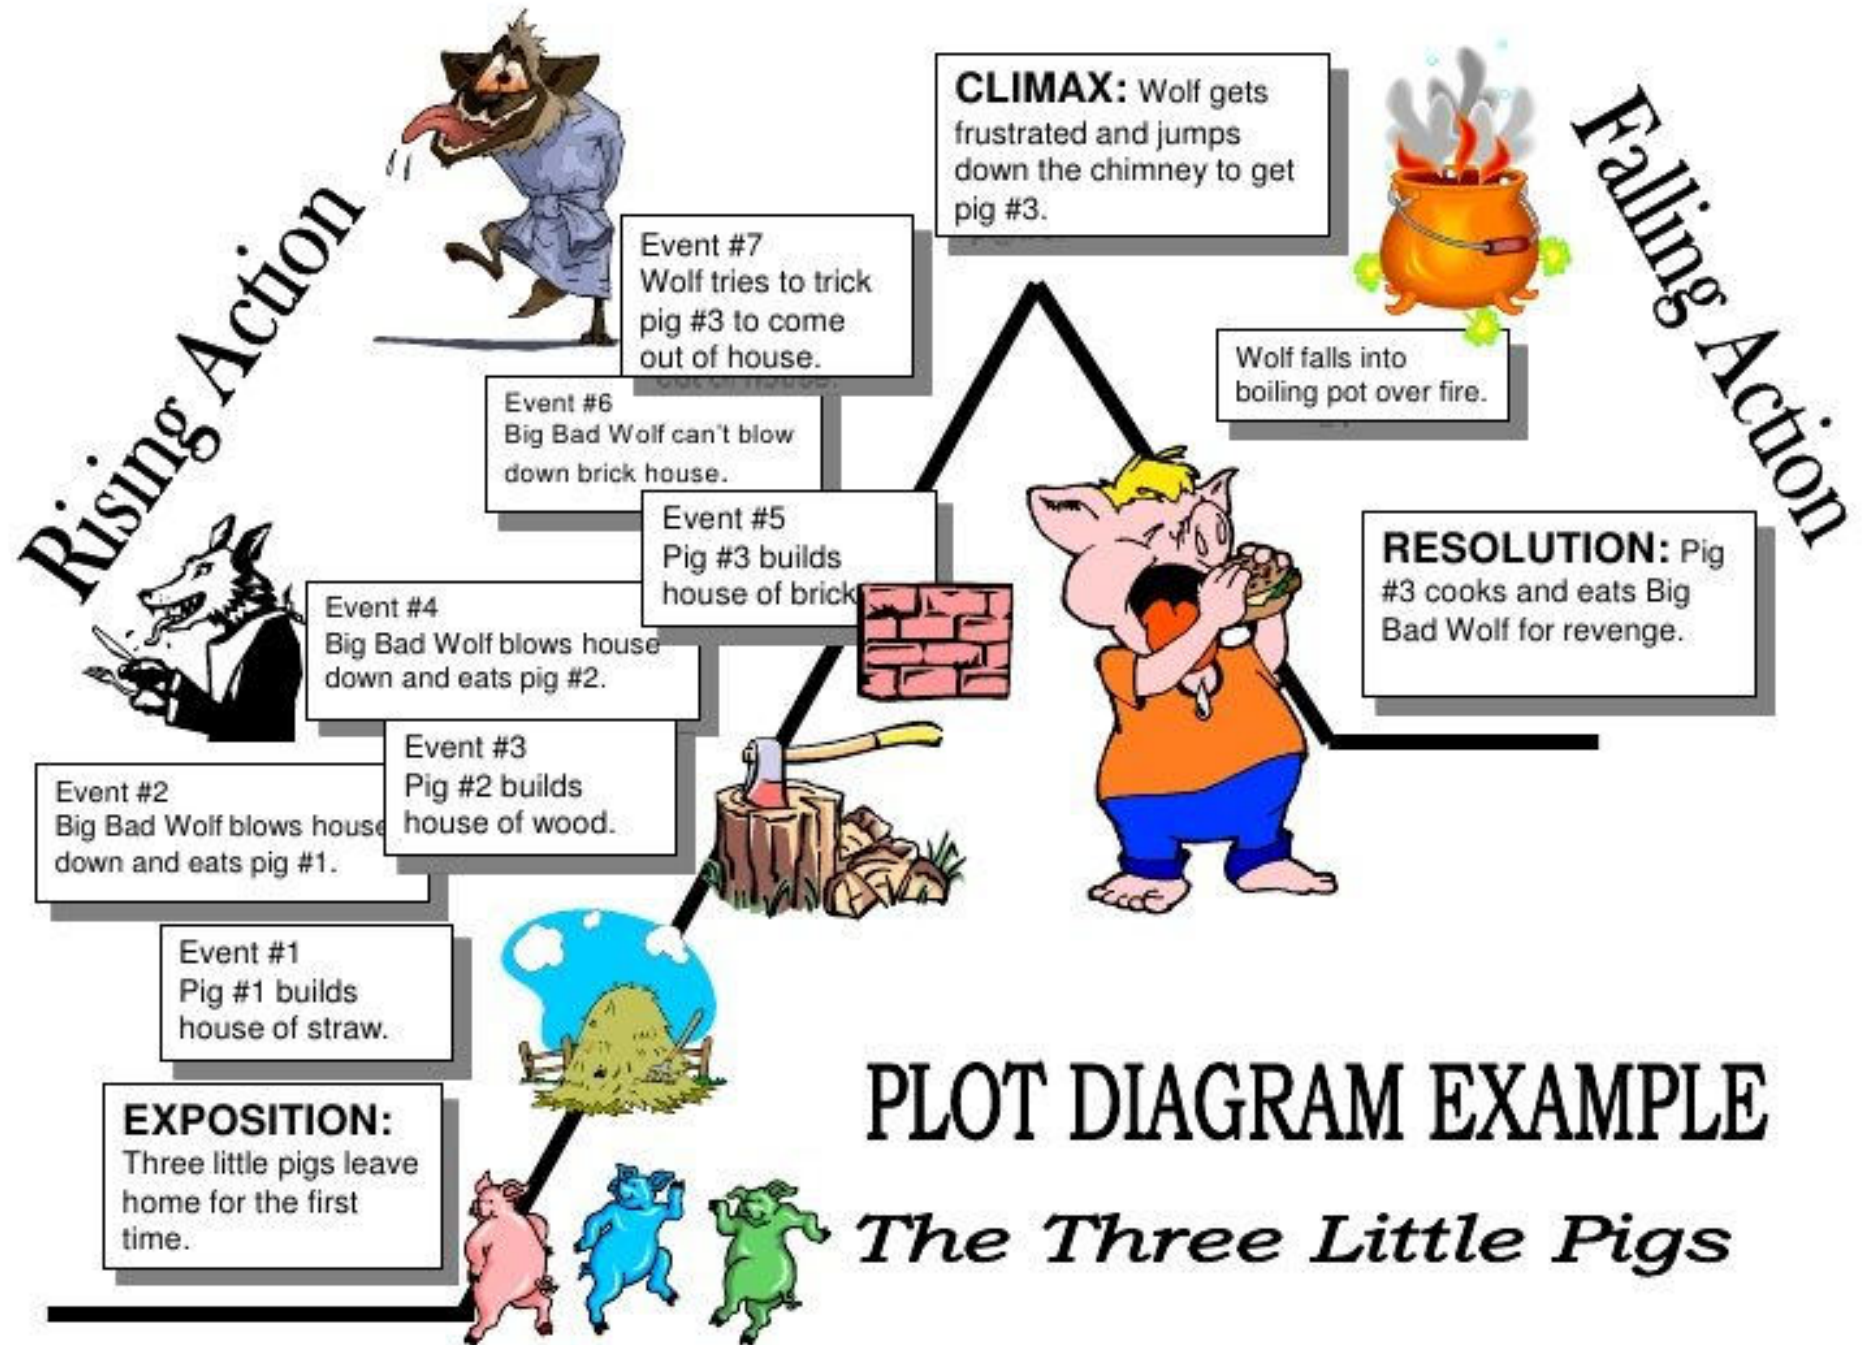 Rising Action
CLIMAX: Wolf gets
frustrated and jumps
down the chimney to get
pig #3.
Falling Action
Event #7
Wolf tries to trick
pig #3 to come
out of house.
Wolf falls into
boiling pot over fire.
Event #6
Big Bad Wolf can't blow
down brick house.
Event #5
Pig #3 builds
house of brick
RESOLUTION: Pig
#3 cooks and eats Big
Bad Wolf for revenge.
Event #4
Big Bad Wolf blows house
down and eats pig #2.
Event #3
Pig #2 builds
house of wood.
Event #2
Big Bad Wolf blows house
down and eats pig #1.
Event #1
Pig #1 builds
house of straw.
EXPOSITION:
Three little pigs leave
home for the first
time.
PLOT DIAGRAM EXAMPLE
The Three Little Pigs